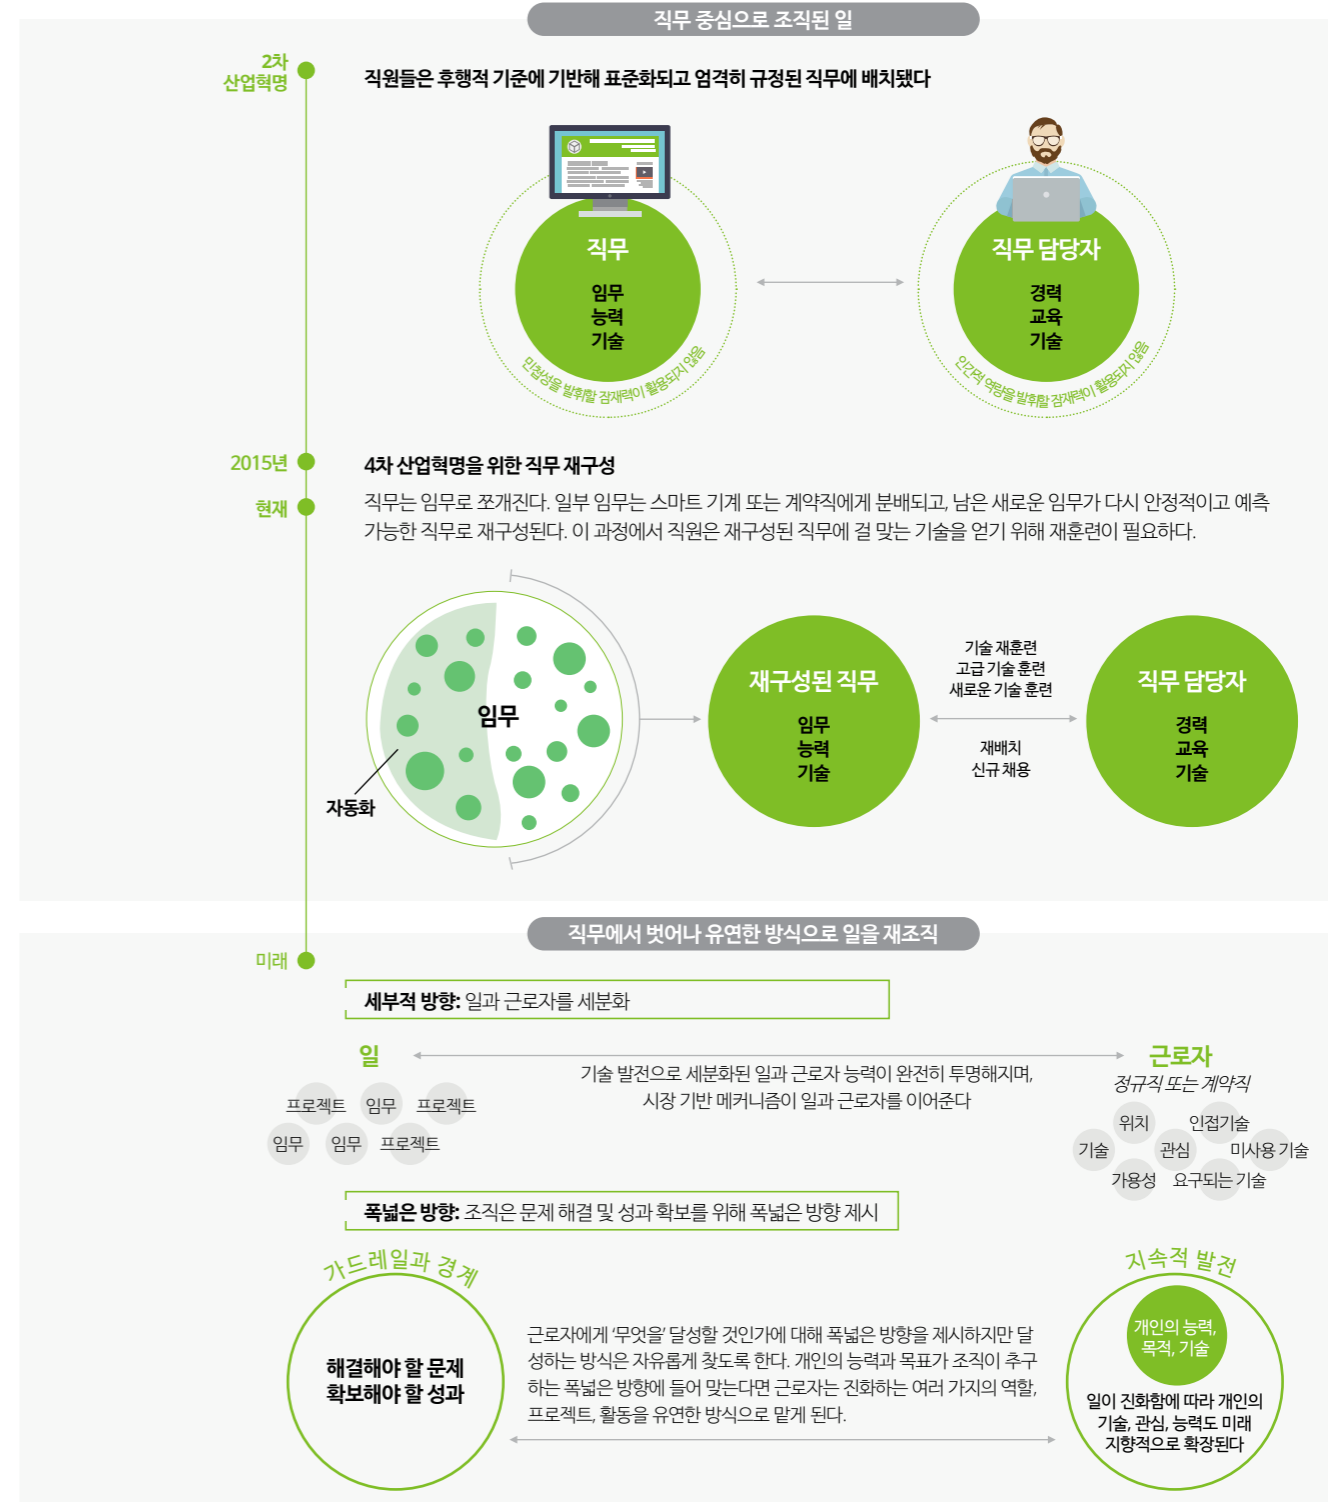 직무 중심으로 조직된 일
2차
산업혁명
직원들은 후행적 기준에 기반해 표준화되고 엄격히 규정된 직무에 배치됐다
직무
임무
능력
기술
민첩성을 발휘할 잠재력이 활용되지 않음
직무 담당자
경력
교육
기술
인간적 역량을 발휘할 잠재력이 활용되지 않음
2015년
4차 산업혁명을 위한 직무 재구성
현재
직무는 임무로 쪼개진다. 일부 임무는 스마트 기계 또는 계약직에게 분배되고, 남은 새로운 임무가 다시 안정적이고 예측
가능한 직무로 재구성된다. 이 과정에서 직원은 재구성된 직무에 걸 맞는 기술을 얻기 위해 재훈련이 필요하다.
임무
자동화
재구성된 직무
임무
능력
기술
기술 재훈련
고급 기술 훈련
새로운 기술 훈련
재배치
신규 채용
직무 담당자
경력
교육
기술
직무에서 벗어나 유연한 방식으로 일을 재조직
미래
세부적 방향: 일과 근로자를 세분화
일
프로젝트 임무 프로젝트
임무 임무 프로젝트
기술 발전으로 세분화된 일과 근로자 능력이 완전히 투명해지며,
시장 기반 메커니즘이 일과 근로자를 이어준다
근로자
정규직 또는 계약직
위치 인접기술
기술 관심 미사용 기술
가용성 요구되는 기술
폭넓은 방향: 조직은 문제 해결 및 성과 확보를 위해 폭넓은 방향 제시
가드레일과 경계
해결해야 할 문제
확보해야 할 성과
근로자에게 ‘무엇을’ 달성할 것인가에 대해 폭넓은 방향을 제시하지만 달
성하는 방식은 자유롭게 찾도록 한다. 개인의 능력과 목표가 조직이 추구
하는 폭넓은 방향에 들어 맞는다면 근로자는 진화하는 여러 가지의 역할,
프로젝트, 활동을 유연한 방식으로 맡게 된다.
지속적 발전
개인의 능력,
목적, 기술
일이 진화함에 따라 개인의
기술, 관심, 능력도 미래
지향적으로 확장된다